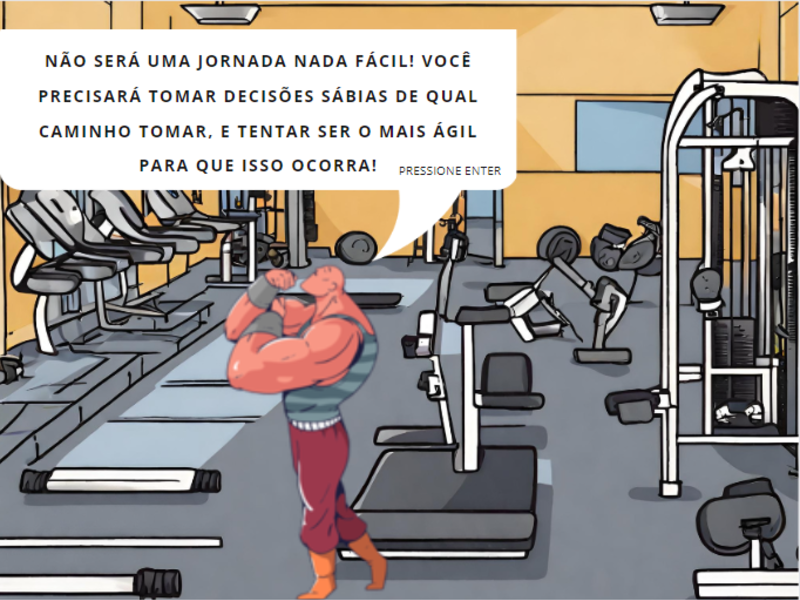 NÃO SERÁ UMA JORNADA NADA FÁCIL! VOCÊ
PRECISARÁ TOMAR DECISÕES SÁBIAS DE QUAL
CAMINHO TOMAR, E TENTAR SER O MAIS ÁGIL
PARA QUE ISSO OCORRA!
PRESSIONE ENTER